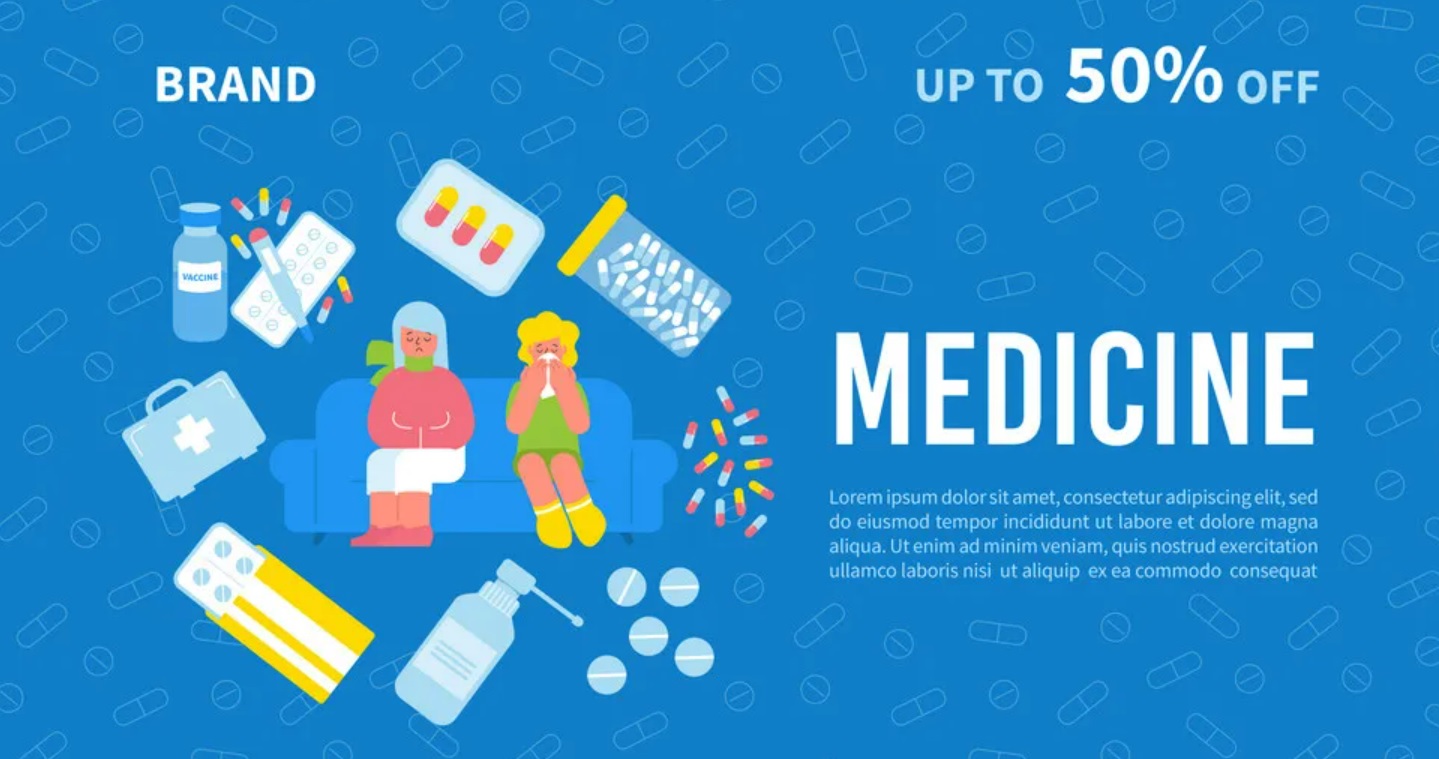 BRAND
UP TO 50% OFF
VACCINE
MEDICINE
Lorem ipsum dolor sit amet, consectetur adipiscing elit, sed
do eiusmod tempor incididunt ut labore et dolore magna
aliqua. Ut enim ad minim veniam, quis nostrud exercitation
ullamco laboris nisi ut aliquip ex ea commodo consequat